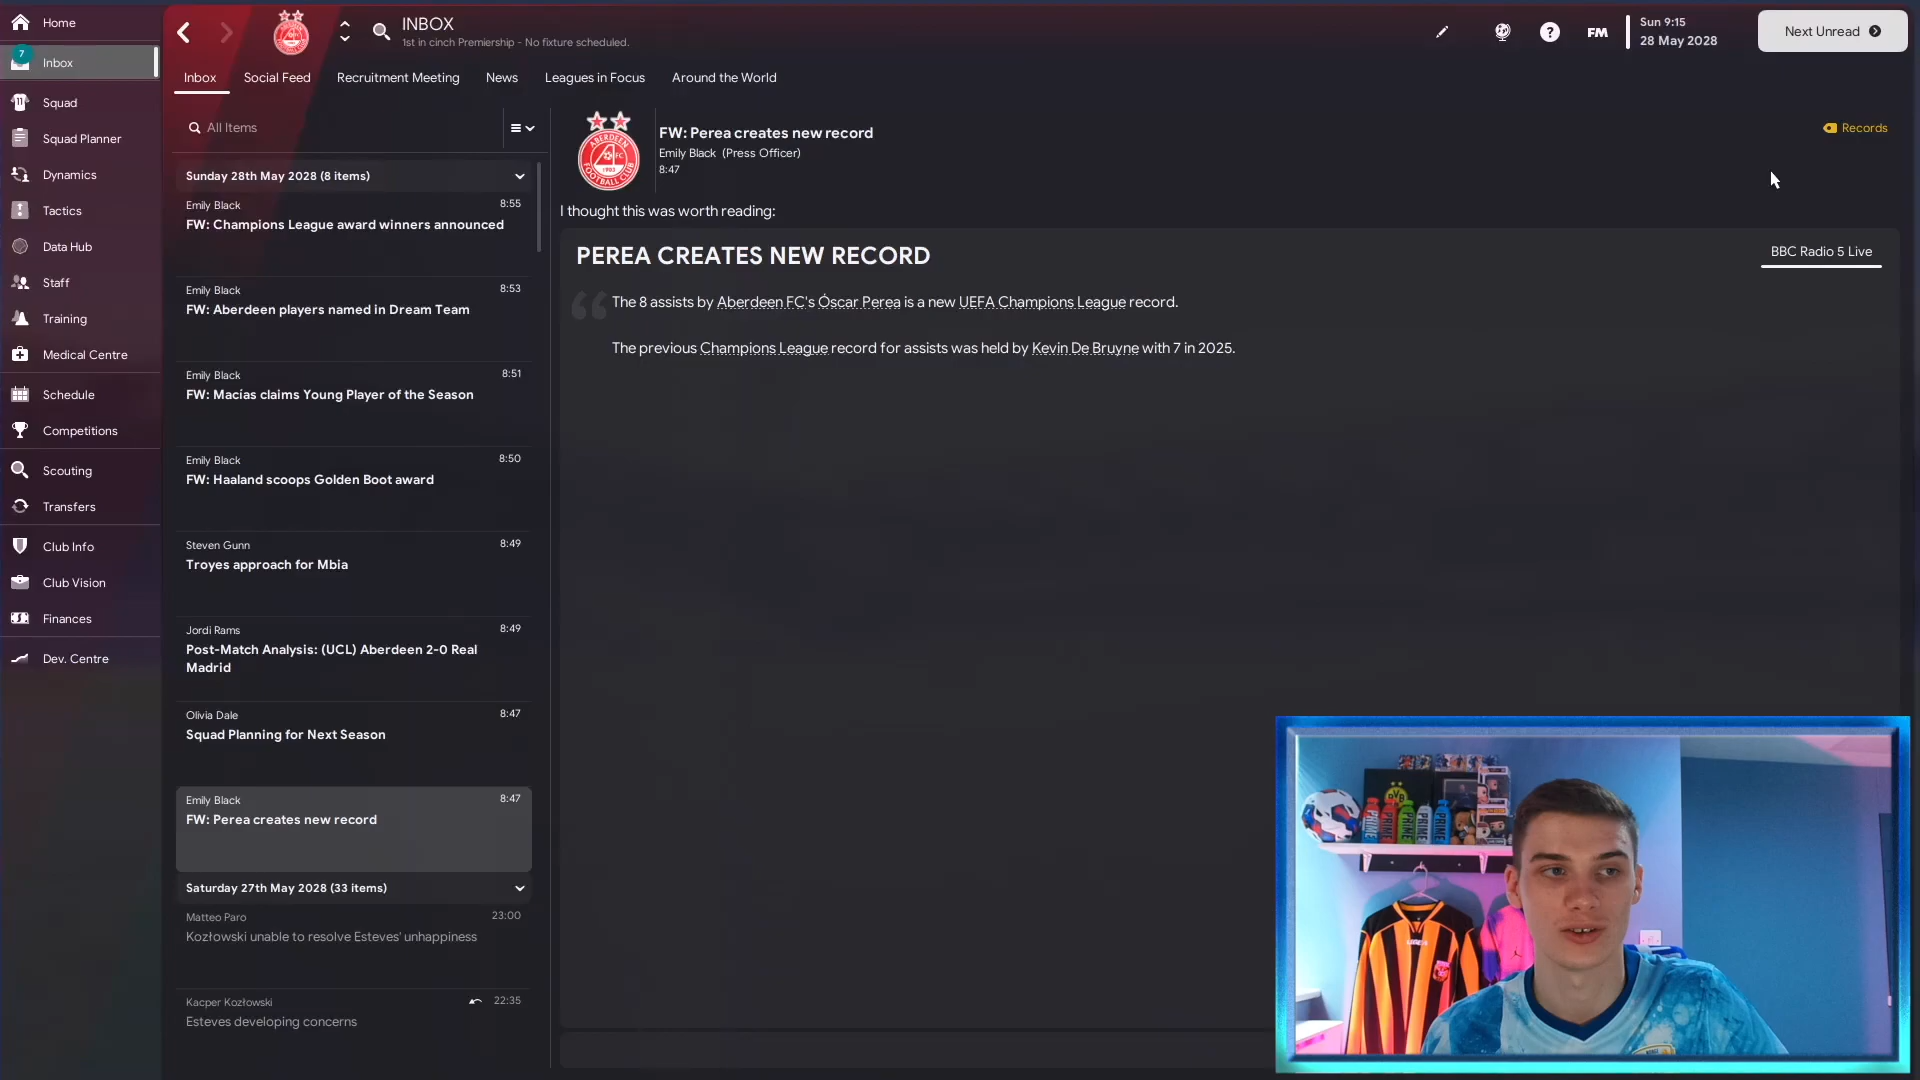 Home
7
Inbox
Squad
Squad Planner
Dynamics
Tactics
Data Hub
Staff
Training
Medical Centre
Schedule
Competitions
Scouting
Transfers
Club Info
Club Vision
Finances
Dev. Centre
INBOX
1st in cinch Premiership - No fixture scheduled.
FM
Sun 9:15
28 May 2028
Next Unread
Inbox Social Feed Recruitment Meeting News Leagues in Focus Around the World
All Items
Sunday 28th May 2028 (8 items)
Emily Black 8:55
FW: Champions League award winners announced
Emily Black 8:53
FW: Aberdeen players named in Dream Team
Emily Black 8:51
FW: Macías claims Young Player of the Season
Emily Black 8:50
FW: Haaland scoops Golden Boot award
Steven Gunn 8:49
Troyes approach for Mbia
Jordi Rams 8:49
Post-Match Analysis: (UCL) Aberdeen 2-0 Real
Madrid
Olivia Dale 8:47
Squad Planning for Next Season
Emily Black 8:47
FW: Perea creates new record
Saturday 27th May 2028 (33 items)
Matteo Paro 23:00
Kozłowski unable to resolve Esteves' unhappiness
Kacper Kozłowski 22:35
Esteves developing concerns
ABERDEEN
FOOTBALL CLUB
1903
FW: Perea creates new record
Emily Black (Press Officer)
8:47
Records
I thought this was worth reading:
PEREA CREATES NEW RECORD
BBC Radio 5 Live
The 8 assists by Aberdeen FC's Óscar Perea is a new UEFA Champions League record.
The previous Champions League record for assists was held by Kevin De Bruyne with 7 in 2025.
BVB
PRIME
PRIME
PRIME
PRIME